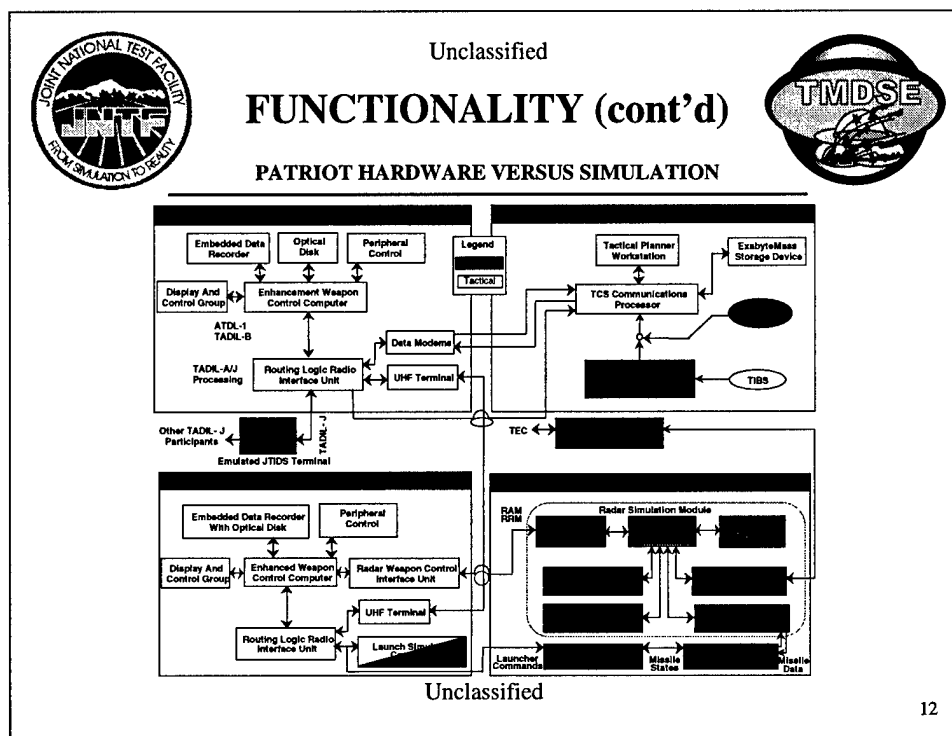 Unclassified
JOINT NATIONAL TEST FACILITY
JNTF
FROM SIMULATION TO REALITY
FUNCTIONALITY (cont'd)
TMDSE
PATRIOT HARDWARE VERSUS SIMULATION
Embedded Data
Recorder
Optical
Disk
Peripheral
Control
Display And
Control Group
Enhancement Weapon
Control Computer
ATDL-1
TADIL-B
TADIL-A/J
Processing
Routing Logic Radio
Interface Unit
Data Modems
UHF Terminal
Legend
Tactical
Tactical Planner
Workstation
ExabyteMass
Storage Device
TCS Communications
Processor
TIBS
Other TADIL- J
Participants
TADIL- J
Emulated JTIDS Terminal
TEC
Embedded Data Recorder
With Optical Disk
Peripheral
Control
Display And
Control Group
Enhanced Weapon
Control Computer
Radar Weapon Control
Interface Unit
UHF Terminal
Routing Logic Radio
Interface Unit
Launch
RAM
RRM
Radar Simulation Module
Launcher
Commands
Missile
States
Missile
Data
Unclassified
12